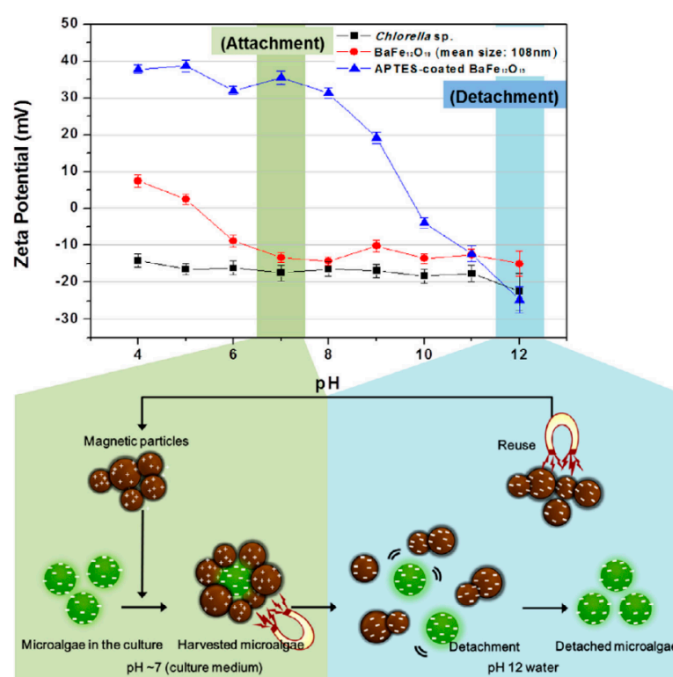 (Attachment)
Chlorella sp.
BaFe₁₂O₁₉ (mean size: 108nm)
APTES-coated BaFe₁₂O₁₉
(Detachment)
Zeta Potential (mV)
50
40
30
20
10
0
-10
-20
-30
4
6
8
10
12
pH
Magnetic particles
Reuse
Microalgae in the culture
Harvested microalgae
Detachment
Detached microalgae
pH ~7 (culture medium)
pH 12 water